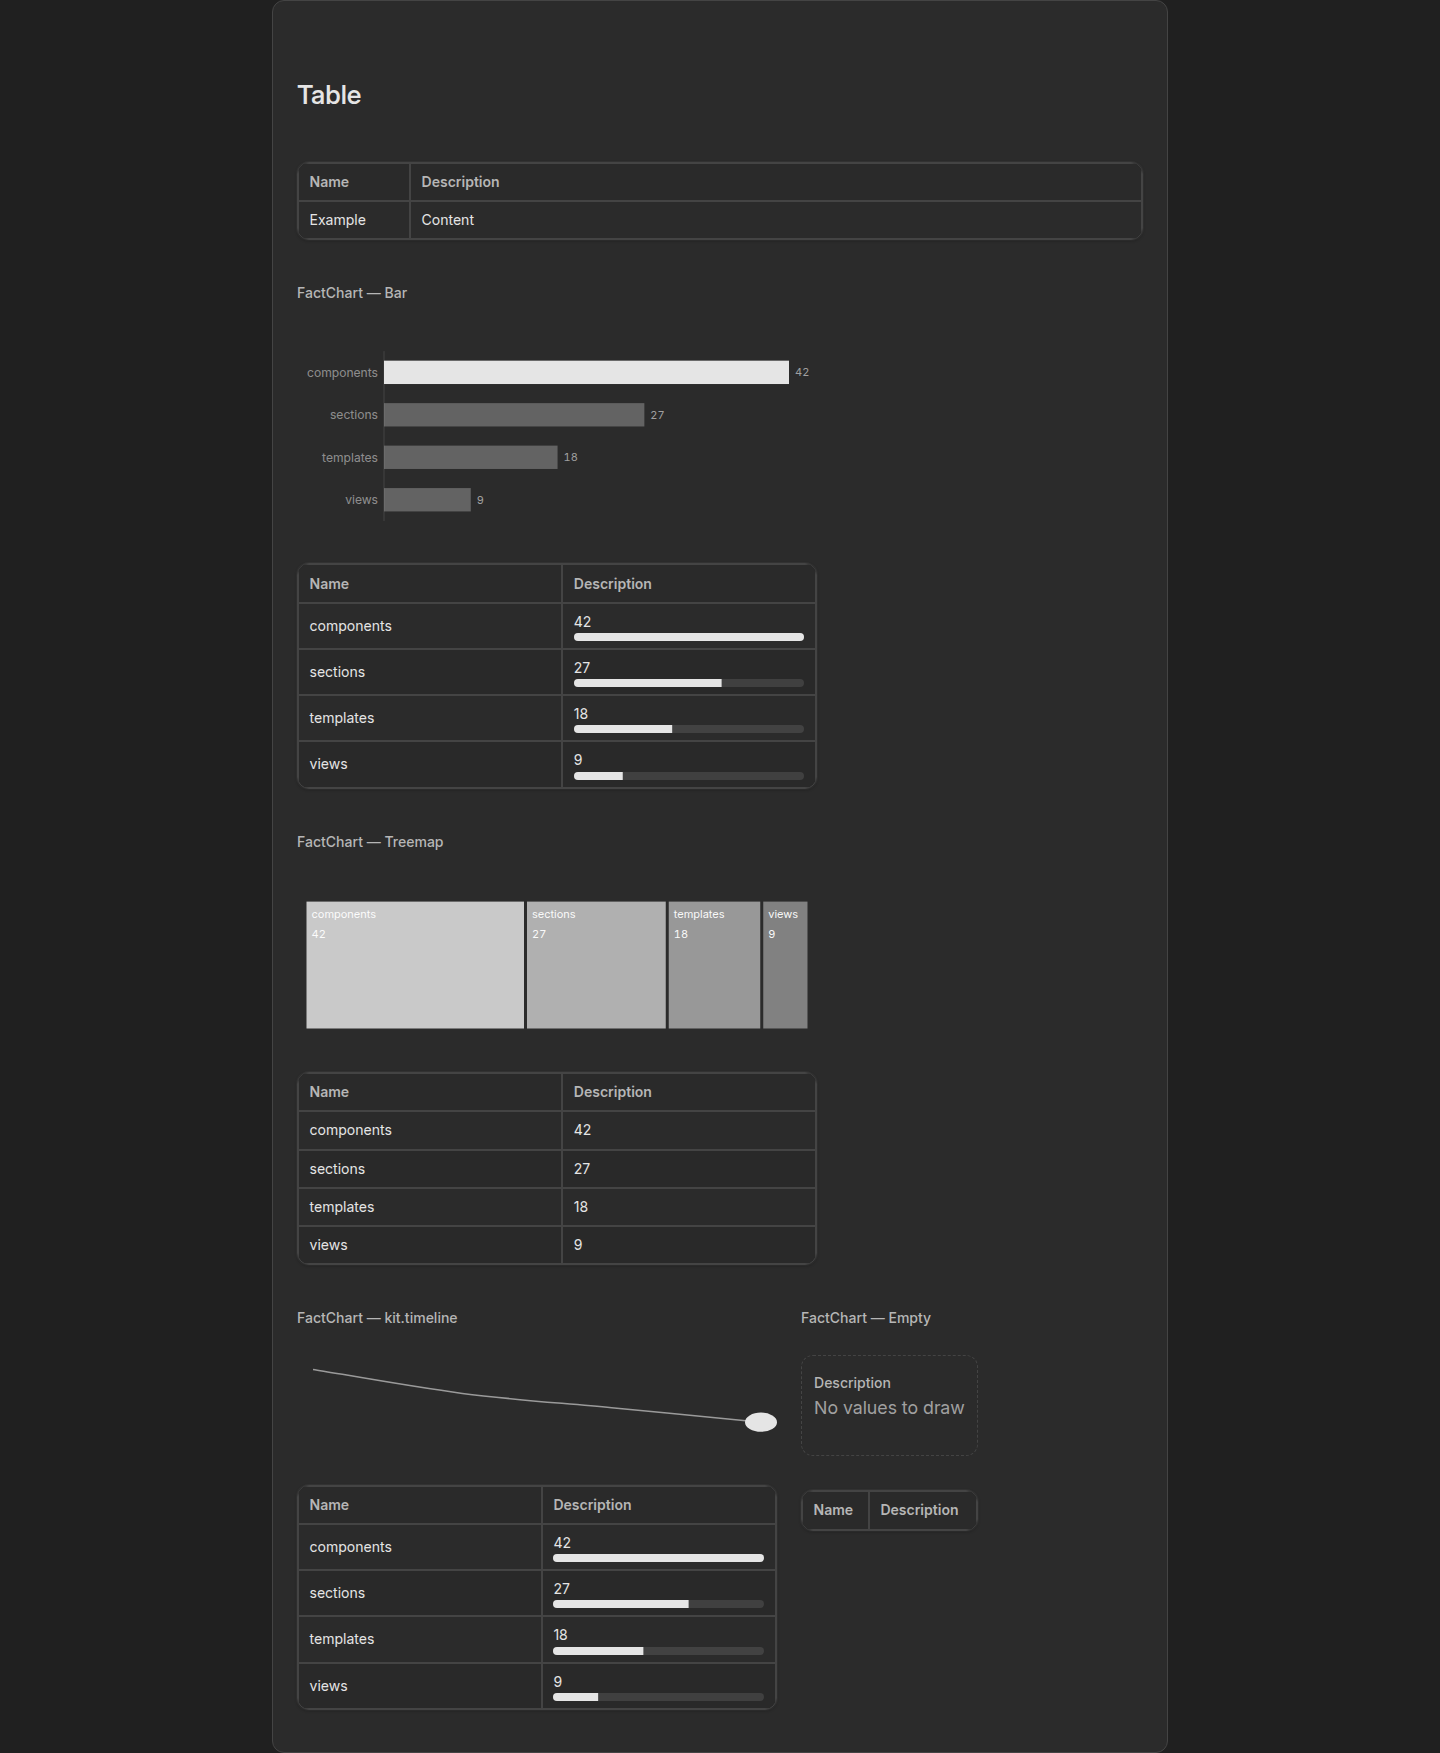 Table
Name Description
Example Content
FactChart — Bar
components 42
sections 27
templates 18
views 9
Name Description
components 42
sections 27
templates 18
views 9
FactChart — Treemap
components sections templates views
42 27 18 9
Name Description
components 42
sections 27
templates 18
views 9
FactChart — kit.timeline
Name Description
components 42
sections 27
templates 18
views 9
FactChart — Empty
Description
No values to draw
Name Description